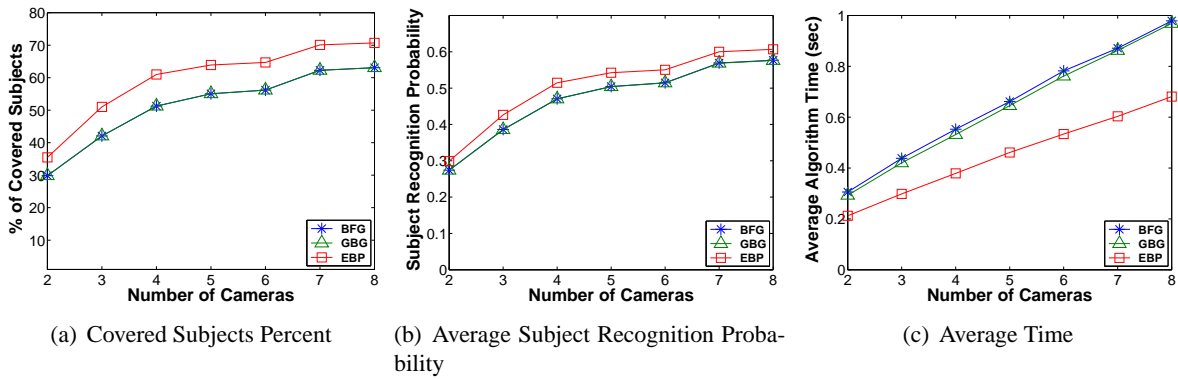 80
70
60
50
40
30
20
10
% of Covered Subjects
2 3 4 5 6 7 8
Number of Cameras
BFG
GBG
EBP
(a) Covered Subjects Percent
0.6
0.5
0.4
0.3
0.2
0.1
0
Subject Recognition Probability
2 3 4 5 6 7 8
Number of Cameras
BFG
GBG
EBP
(b) Average Subject Recognition Proba-
bility
1
0.8
0.6
0.4
0.2
0
Average Algorithm Time (sec)
2 3 4 5 6 7 8
Number of Cameras
BFG
GBG
EBP
(c) Average Time